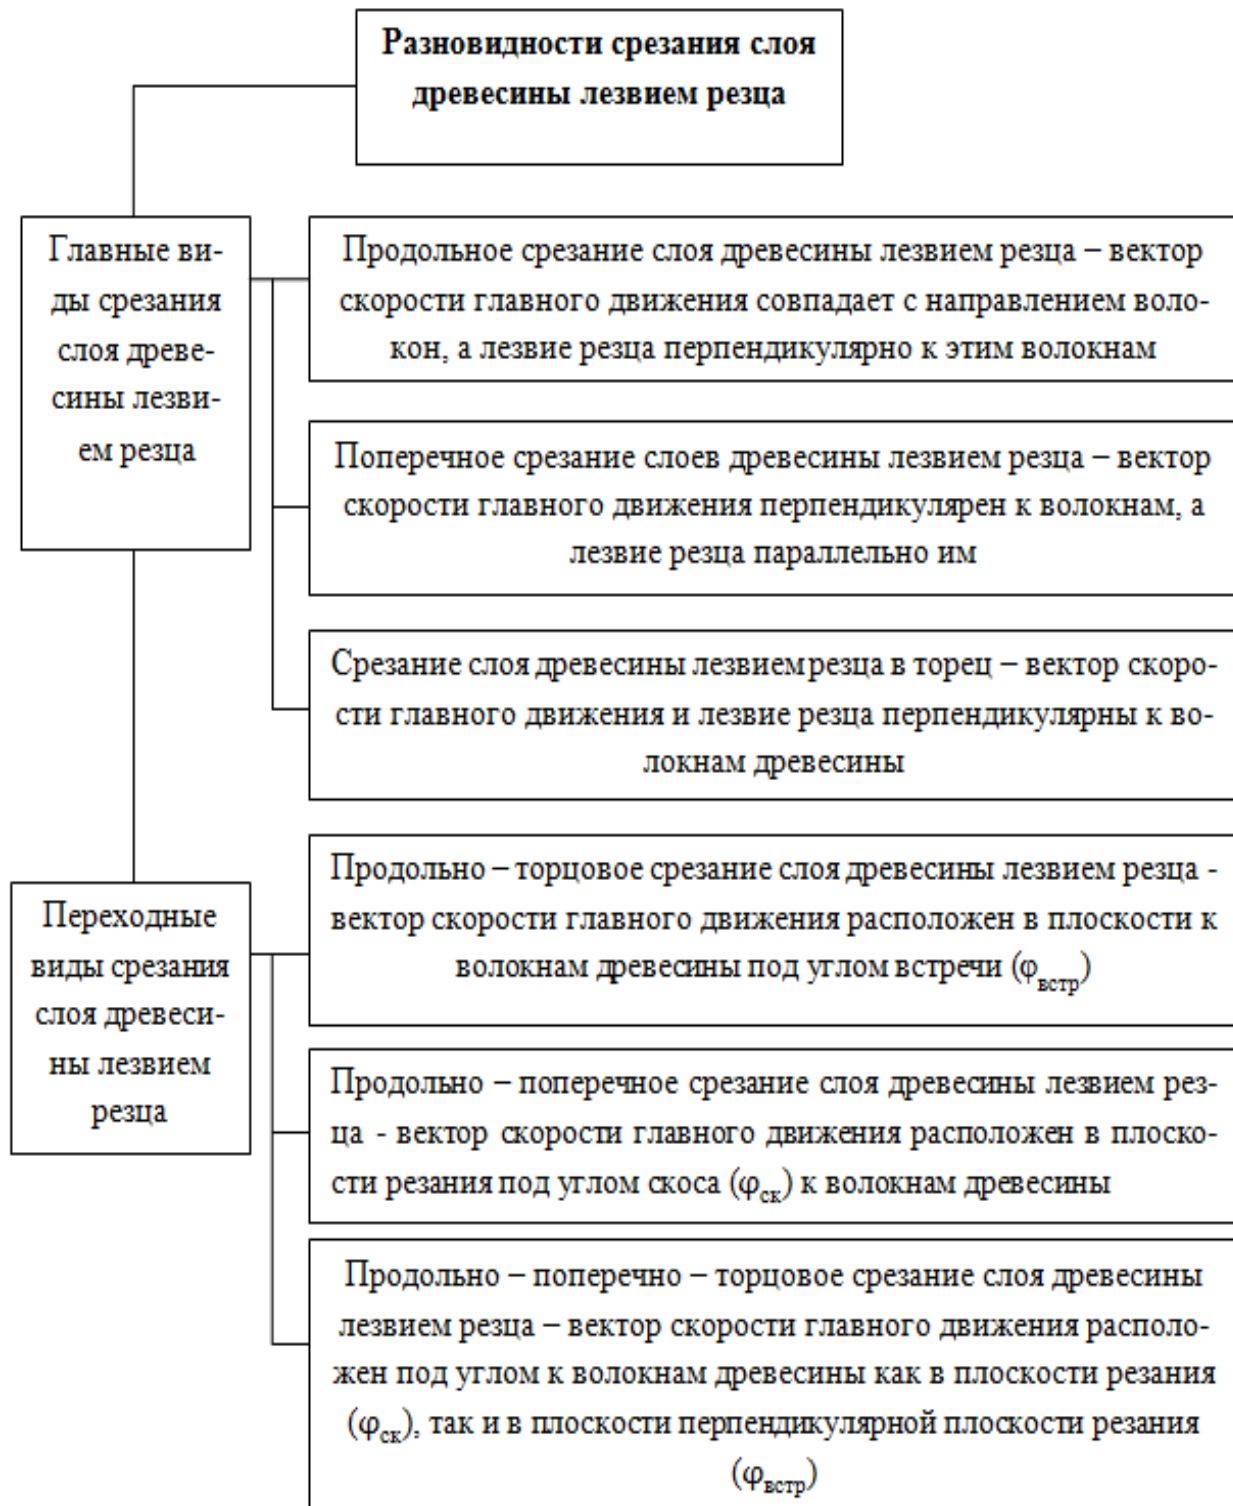 Разновидности срезания слоя
древесины лезвием резца
Главные ви-
ды срезания
слоя древе-
сины лезви-
ем резца
Продольное срезание слоя древесины лезвием резца – вектор
скорости главного движения совпадает с направлением воло-
кон, а лезвие резца перпендикулярно к этим волокнам
Поперечное срезание слоев древесины лезвием резца – вектор
скорости главного движения перпендикулярен к волокнам, а
лезвие резца параллельно им
Срезание слоя древесины лезвием резца в торец – вектор скоро-
сти главного движения и лезвие резца перпендикулярны к во-
локнам древесины
Переходные
виды срезания
слоя древеси-
ны лезвием
резца
Продольно – торцовое срезание слоя древесины лезвием резца -
вектор скорости главного движения расположен в плоскости к
волокнам древесины под углом встречи (φвстр)
Продольно – поперечное срезание слоя древесины лезвием рез-
ца - вектор скорости главного движения расположен в плоско-
сти резания под углом скоса (φск) к волокнам древесины
Продольно – поперечно – торцовое срезание слоя древесины
лезвием резца – вектор скорости главного движения располо-
жен под углом к волокнам древесины как в плоскости резания
(φск), так и в плоскости перпендикулярной плоскости резания
(φвстр)